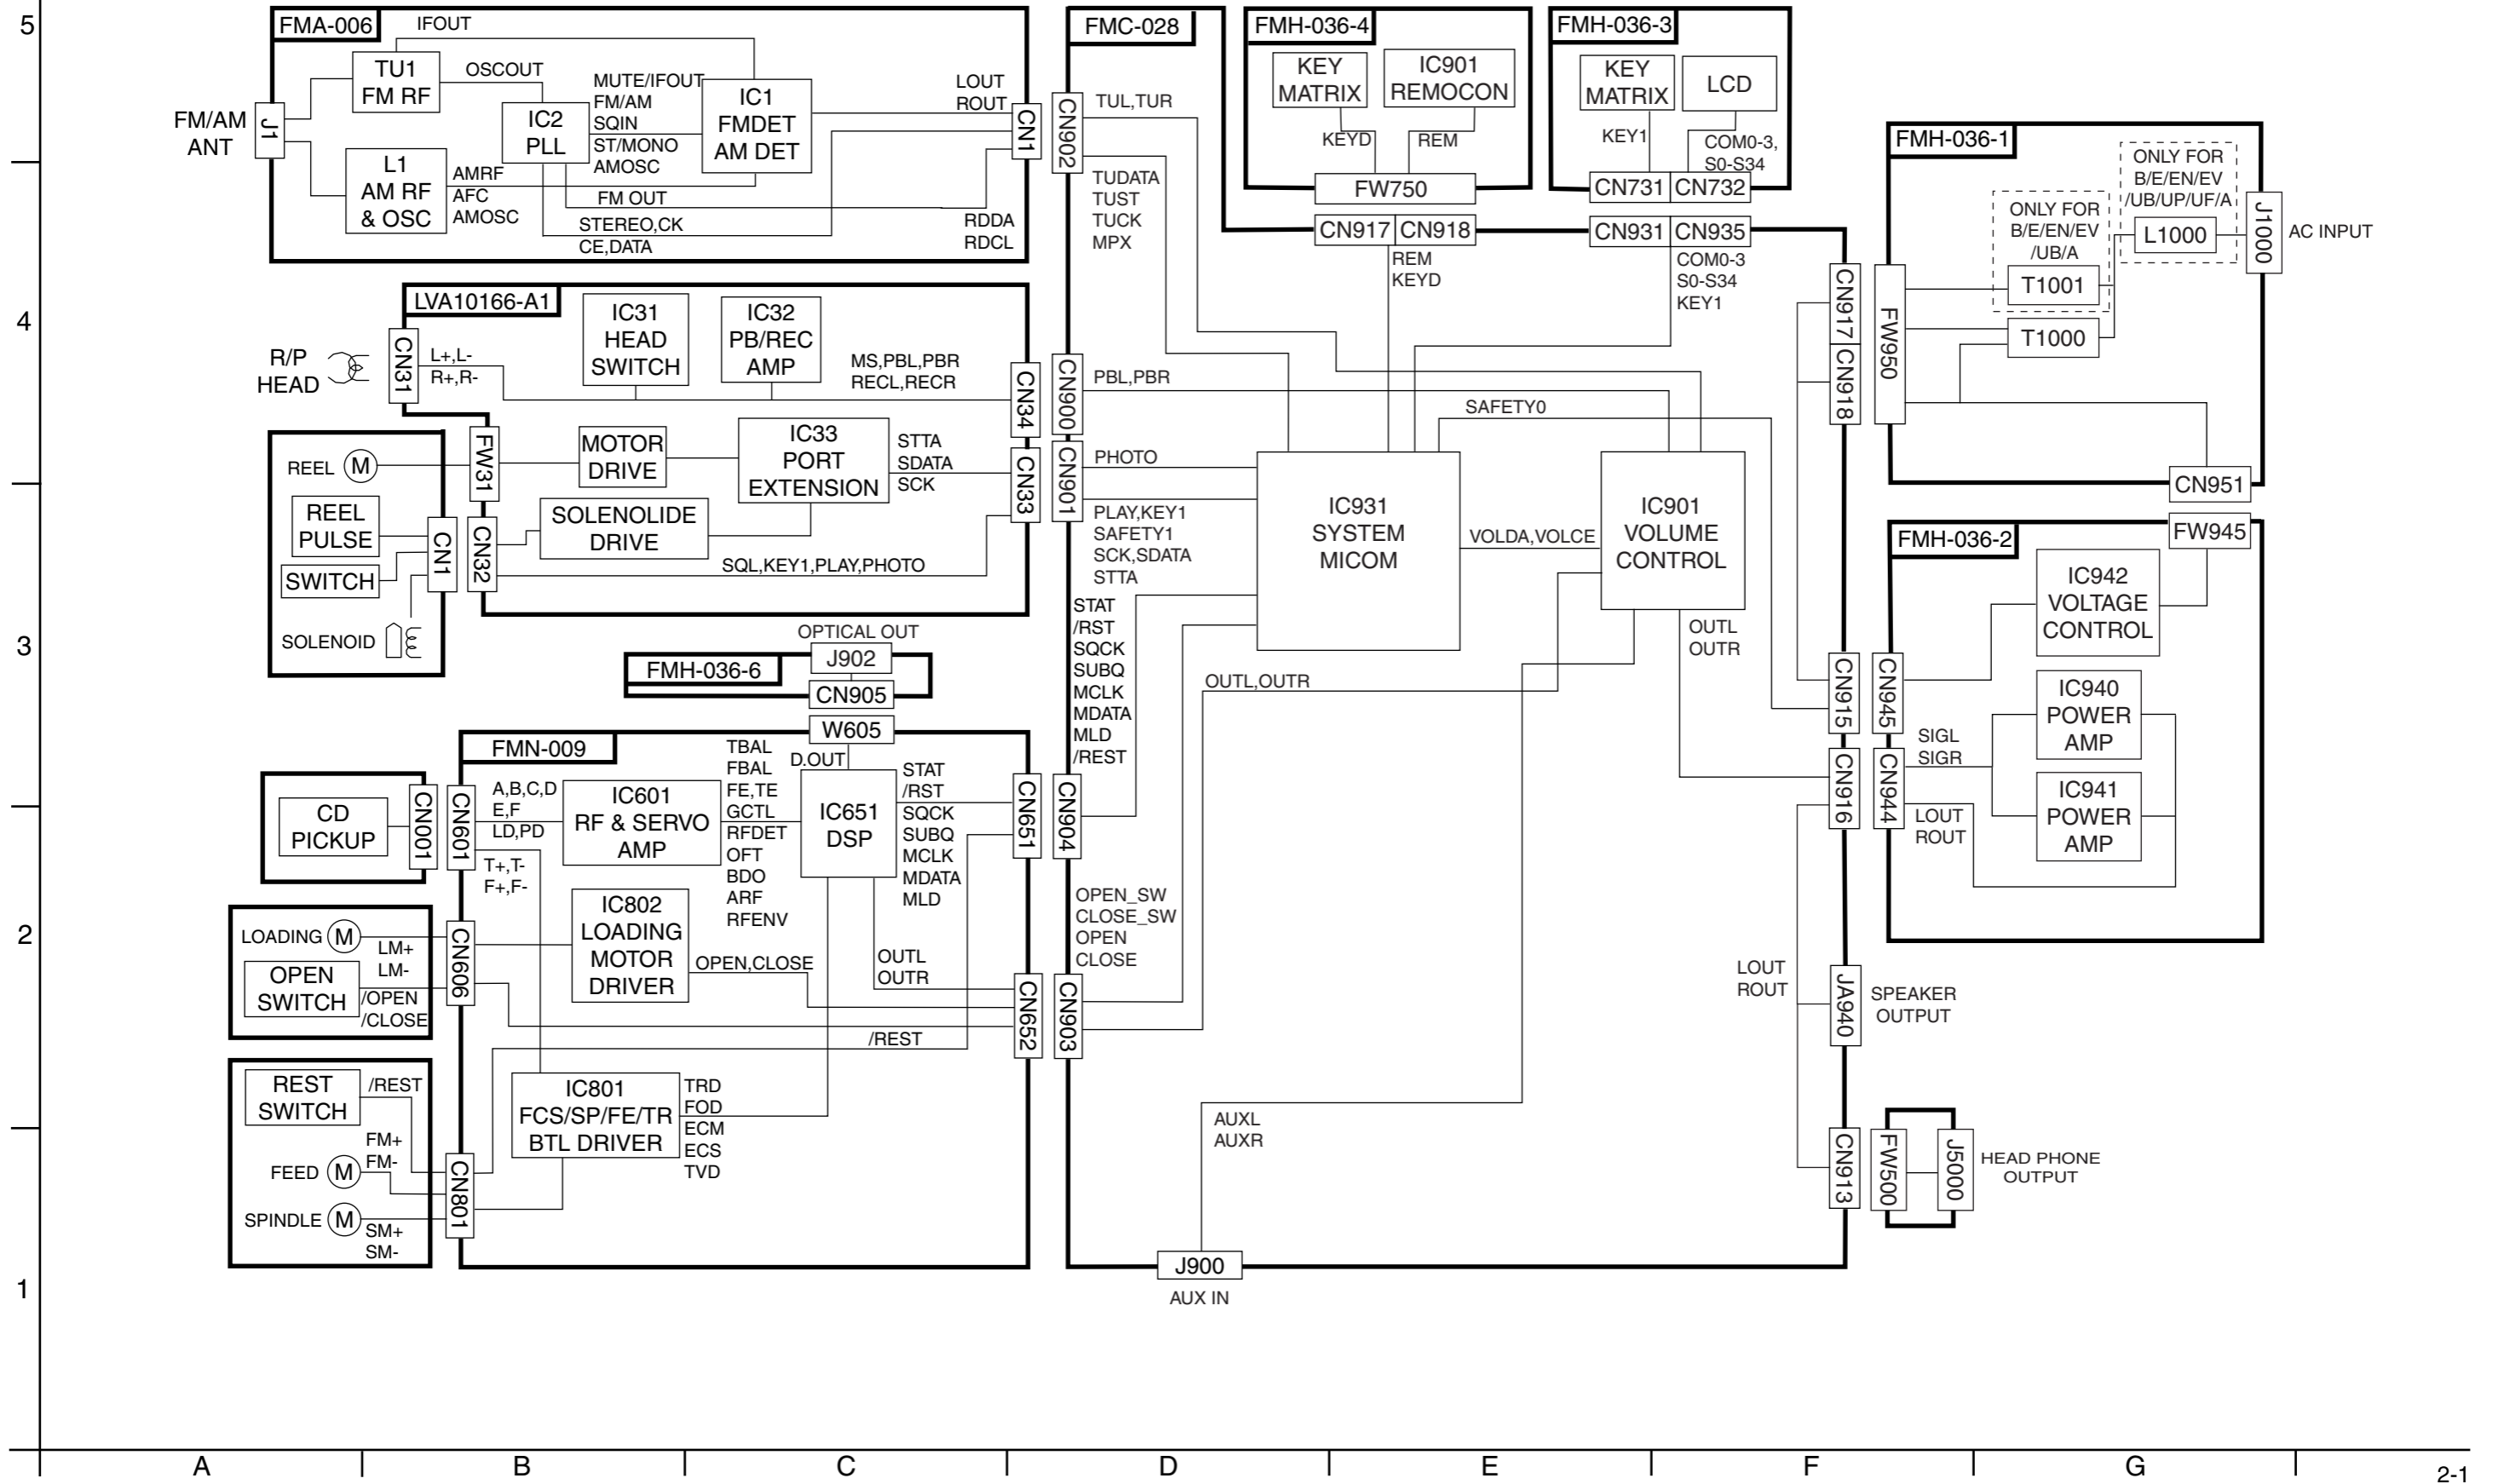 5
4
3
2
1
FMA-006
IFOUT
TU1
FM RF
OSCOUT
MUTE/IFOUT
FM/AM
SQIN
ST/MONO
AMOSC
IC2
PLL
IC1
FMDET
AM DET
LOUT
ROUT
FM/AM
ANT
J1
L1
AM RF
& OSC
AMRF
AFC
AMOSC
FM OUT
STEREO,CK
CE,DATA
RDDA
RDCL
CN1
LVA10166-A1
IC31
HEAD
SWITCH
IC32
PB/REC
AMP
R/P
HEAD
CN31
L+,L-
R+,R-
MS,PBL,PBR
RECL,RECR
CN34
REEL
M
FW31
MOTOR
DRIVE
IC33
PORT
EXTENSION
STTA
SDATA
SCK
CN33
REEL
PULSE
SWITCH
SOLENOID
CN1
CN32
SOLENOLIDE
DRIVE
SQL,KEY1,PLAY,PHOTO
OPTICAL OUT
J902
FMH-036-6
CN905
W605
FMN-009
D.OUT
CD
PICKUP
CN001
CN601
A,B,C,D
E,F
LD,PD
T+,T-
F+,F-
IC601
RF & SERVO
AMP
TBAL
FBAL
FE,TE
GCTL
RFDET
OFT
BDO
ARF
RFENV
IC651
DSP
STAT
/RST
SQCK
SUBQ
MCLK
MDATA
MLD
CN651
LOADING
M
LM+
LM-
OPEN
SWITCH
/OPEN
/CLOSE
CN606
IC802
LOADING
MOTOR
DRIVER
OPEN,CLOSE
OUTL
OUTR
CN652
/REST
REST
SWITCH
/REST
FM+
FM-
FEED
M
SPINDLE
M
SM+
SM-
CN801
IC801
FCS/SP/FE/TR
BTL DRIVER
TRD
FOD
ECM
ECS
TVD
FMC-028
CN902
TUL,TUR
TUDATA
TUST
TUCK
MPX
CN900
PBL,PBR
CN901
PHOTO
PLAY,KEY1
SAFETY1
SCK,SDATA
STTA
STAT
/RST
SQCK
SUBQ
MCLK
MDATA
MLD
/REST
CN904
OPEN_SW
CLOSE_SW
OPEN
CLOSE
CN903
OUTL,OUTR
AUXL
AUXR
J900
AUX IN
FMH-036-4
KEY
MATRIX
IC901
REMOCON
KEYD
REM
FW750
CN917
CN918
REM
KEYD
FMH-036-3
KEY
MATRIX
LCD
KEY1
COM0-3,
S0-S34
CN731
CN732
CN931
CN935
COM0-3
S0-S34
KEY1
SAFETY0
IC931
SYSTEM
MICOM
VOLDA,VOLCE
IC901
VOLUME
CONTROL
OUTL
OUTR
CN917
CN918
CN915
CN916
LOUT
ROUT
JA940
SPEAKER
OUTPUT
CN913
FW500
J5000
HEAD PHONE
OUTPUT
FMH-036-1
ONLY FOR
B/E/EN/EV
/UB/UP/UF/A
ONLY FOR
B/E/EN/EV
/UB/A
L1000
T1001
T1000
J1000
AC INPUT
FW950
CN951
FMH-036-2
FW945
IC942
VOLTAGE
CONTROL
CN945
IC940
POWER
AMP
SIGL
SIGR
CN944
IC941
POWER
AMP
LOUT
ROUT
A
B
C
D
E
F
G
2-1